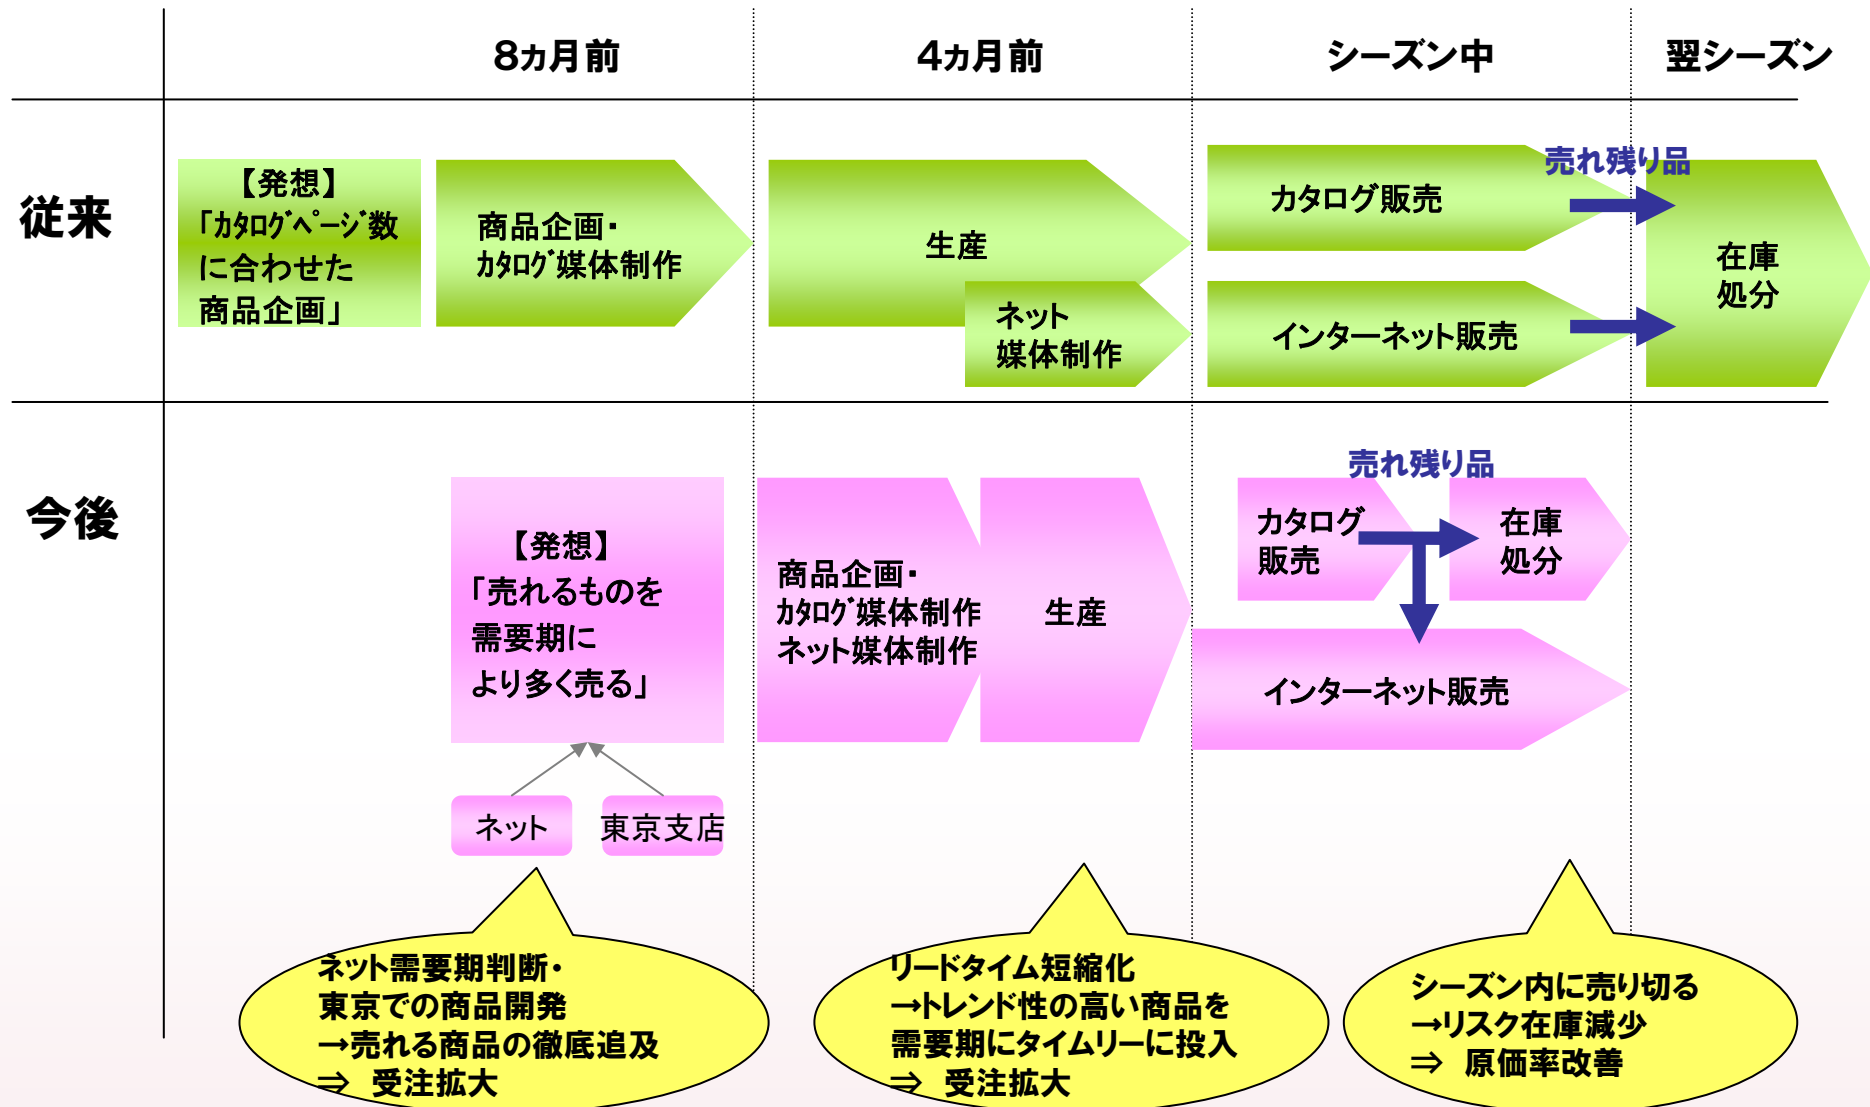 8ヵ月前
4ヵ月前
シーズン中
翌シーズン
従来
【発想】
「ｶﾀﾛｸﾞﾍﾟｰｼﾞ数
に合わせた
商品企画」
商品企画・
ｶﾀﾛｸﾞ媒体制作
生産
ネット
媒体制作
カタログ販売
インターネット販売
売れ残り品
在庫
処分
今後
【発想】
「売れるものを
需要期に
より多く売る」
ネット
東京支店
商品企画・
ｶﾀﾛｸﾞ媒体制作
ネット媒体制作
生産
売れ残り品
カタログ
販売
在庫
処分
インターネット販売
ネット需要期判断・
東京での商品開発
→売れる商品の徹底追及
⇒ 受注拡大
リードタイム短縮化
→トレンド性の高い商品を
需要期にタイムリーに投入
⇒ 受注拡大
シーズン内に売り切る
→リスク在庫減少
⇒ 原価率改善